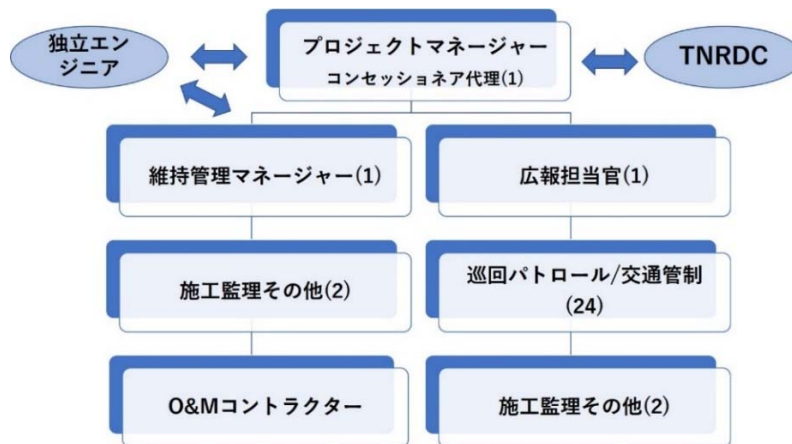 独立エン
ジニア
プロジェクトマネージャー
コンセッショネア代理(1)
TNRDC
維持管理マネージャー(1)
広報担当官(1)
施工監理その他(2)
巡回パトロール/交通管制
(24)
O&Mコントラクター
施工監理その他(2)